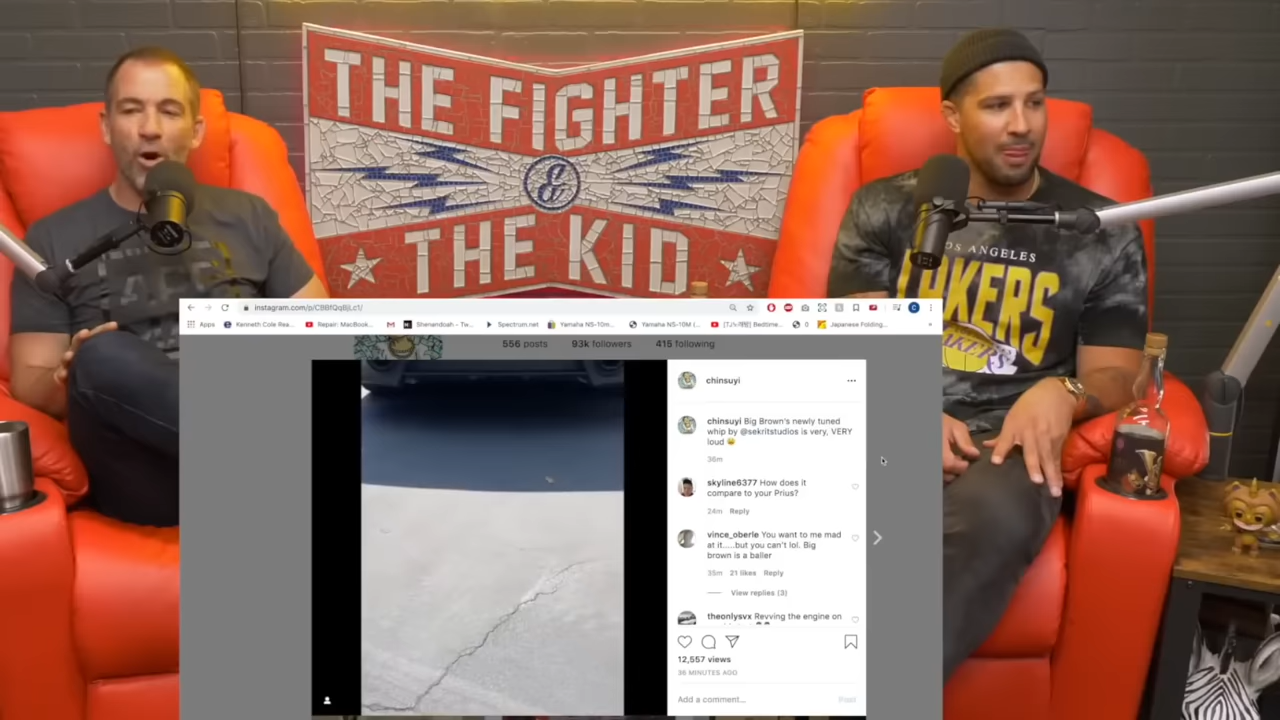 THE FIGHTER
&
THE KID
LOS ANGELES
LAKERS
LAKERS
instagram.com/p/CBBfQqBjLc1/
Apps
Kenneth Cole Rea...
Repair: MacBook...
Shenandoah - Tw...
Spectrum.net
Yamaha NS-10m...
Yamaha NS-10M (...
Bedtime...
0
Japanese Folding...
556 posts 93k followers 415 following
chinsuyi
chinsuyi Big Brown's newly tuned
whip by @sekritstudios is very, VERY
loud
36m
skyline6377 How does it
compare to your Prius?
24m Reply
vince_oberle You want to me mad
at it.....but you can't lol. Big
brown is a baller
35m 21 likes Reply
View replies (3)
theonlysvx Revving the engine on
12,557 views
36 MINUTES AGO
Add a comment...
Post